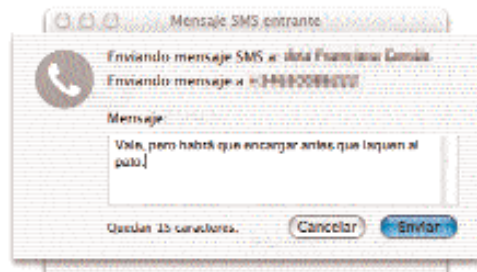 Mensaje SMS entrante
Enviando mensaje SMS a:
Enviando mensaje a
Mensaje:
Vale, pero habrá que encargar antes que laquen al
pato.
Quedan 15 caracteres.
Cancelar
Enviar